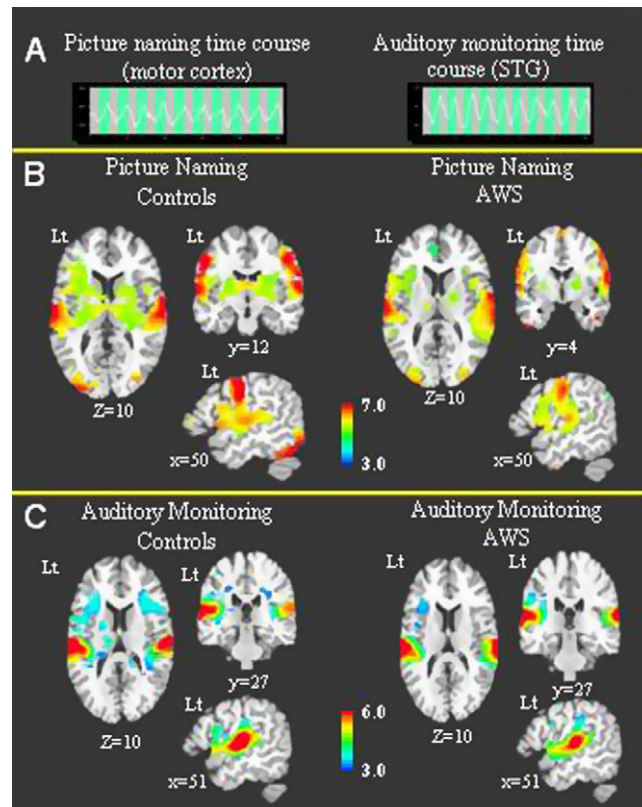 A
Picture naming time course
(motor cortex)
Auditory monitoring time
course (STG)
B
Picture Naming
Controls
Picture Naming
AWS
Lt
Lt
Lt
Lt
y=12
y=4
Z=10
Z=10
Lt
Lt
x=50
x=50
7.0
3.0
C
Auditory Monitoring
Controls
Auditory Monitoring
AWS
Lt
Lt
Lt
Lt
y=27
y=27
Z=10
Z=10
Lt
Lt
x=51
x=51
6.0
3.0